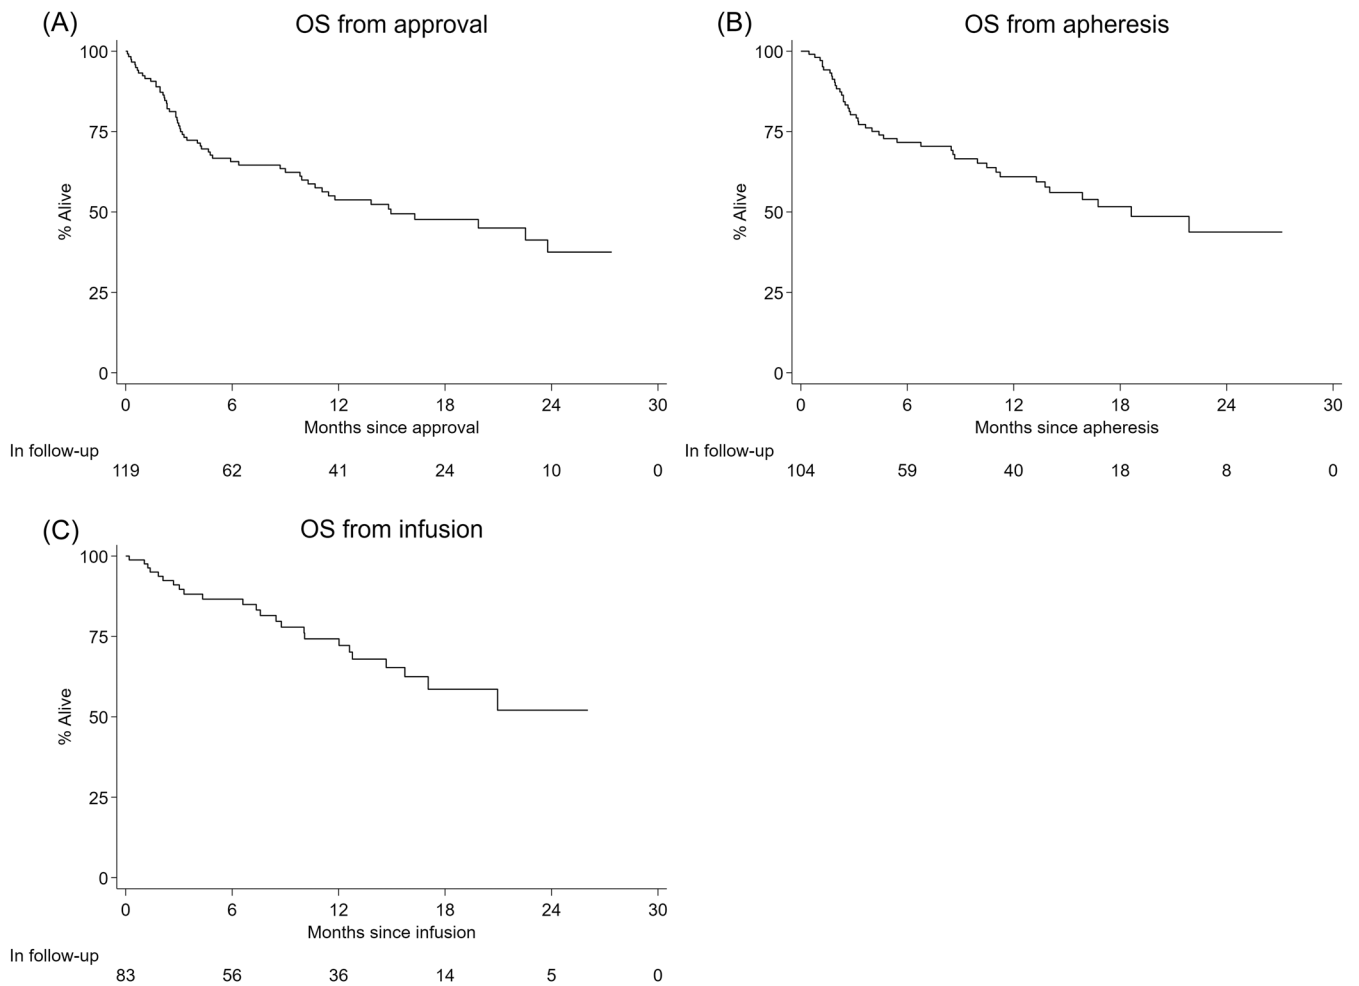 (A)
OS from approval
100
75
50
25
0
% Alive
0 6 12 18 24 30
Months since approval
In follow-up
119 62 41 24 10 0
(B)
OS from apheresis
100
75
50
25
0
% Alive
0 6 12 18 24 30
Months since apheresis
In follow-up
104 59 40 18 8 0
(C)
OS from infusion
100
75
50
25
0
% Alive
0 6 12 18 24 30
Months since infusion
In follow-up
83 56 36 14 5 0